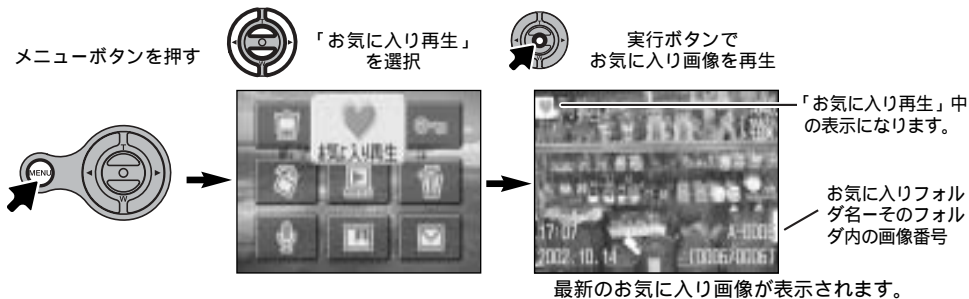 メニューボタンを押す
「お気に入り再生」
を選択
実行ボタンで
お気に入り画像を再生
MENU
W
お気に入り再生
「お気に入り再生」中
の表示になります。
お気に入りフォル
ダ名ーそのフォル
ダ内の画像番号
17:07
2002.10.14
[0006/0006]
最新のお気に入り画像が表示されます。